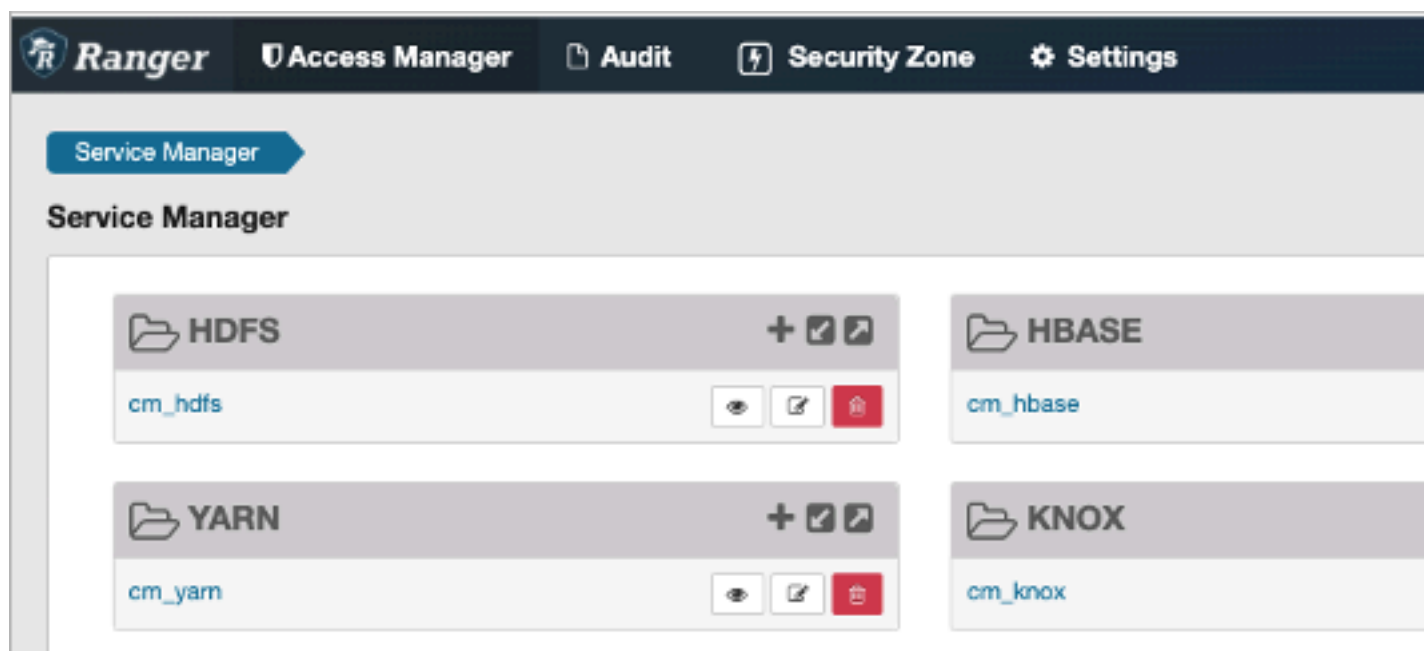 Ranger Access Manager Audit Security Zone Settings
Service Manager
Service Manager
HDFS HBASE
cm_hdfs cm_hbase
YARN KNOX
cm_yarn cm_knox